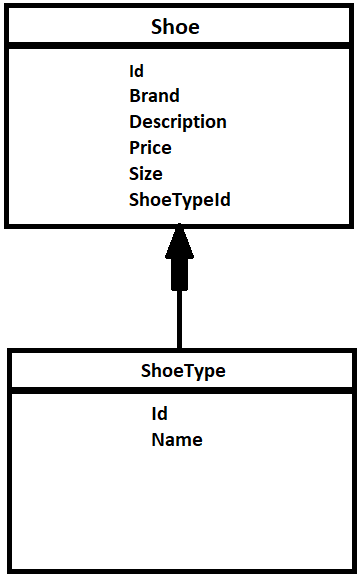 Shoe
Id
Brand
Description
Price
Size
ShoeTypeId
ShoeType
Id
Name